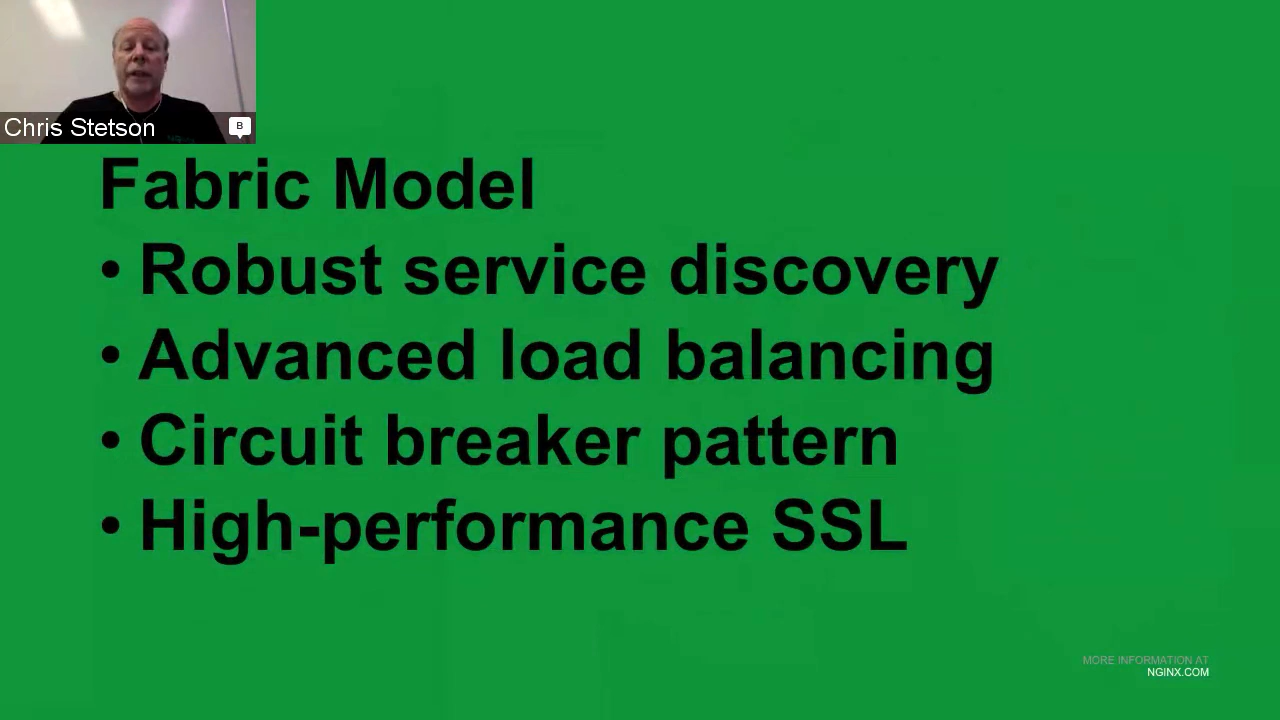 Chris Stetson
B
Fabric Model
• Robust service discovery
• Advanced load balancing
• Circuit breaker pattern
• High-performance SSL
MORE INFORMATION AT
NGINX.COM